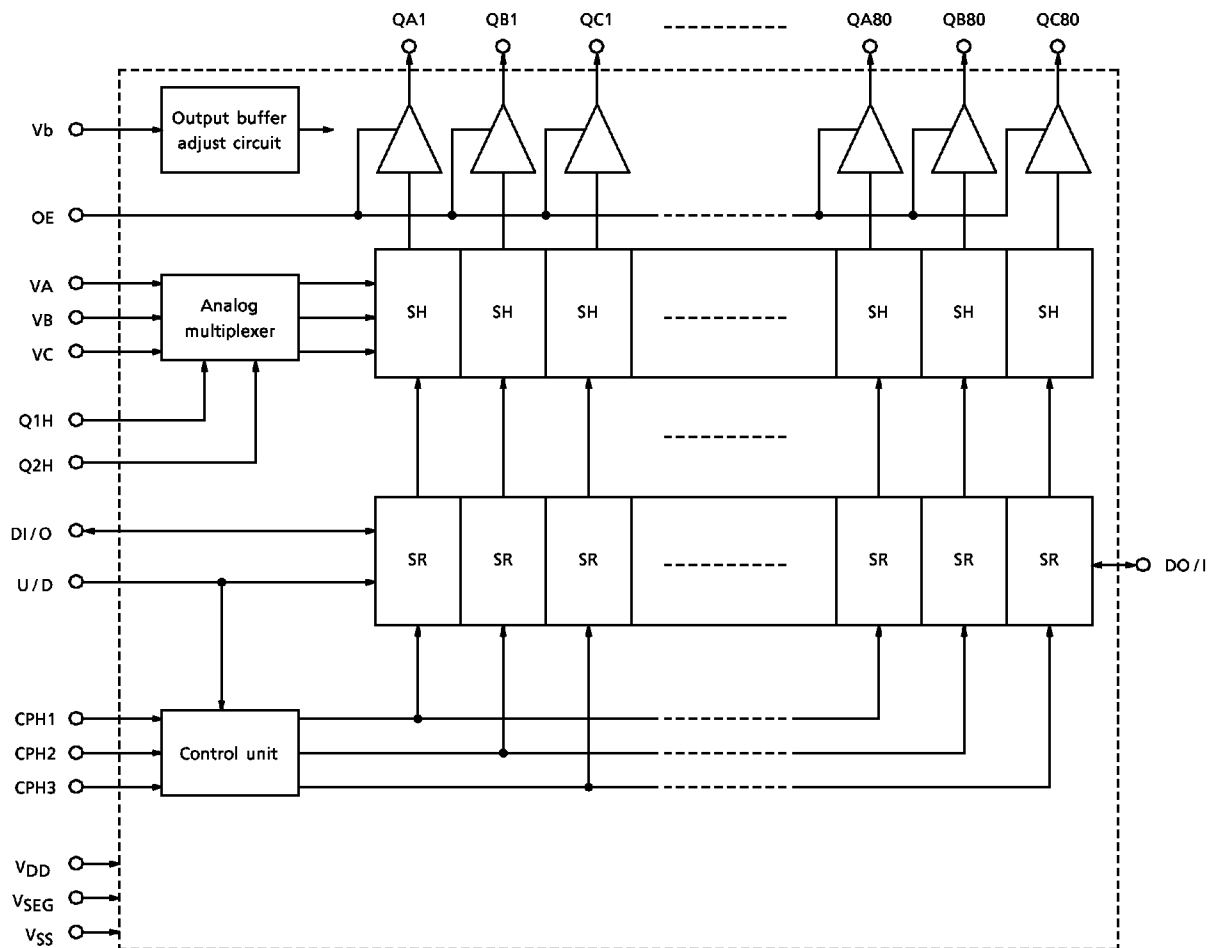 QA1 QB1 QC1 QA80 QB80 QC80
Vb
Output buffer
adjust circuit
OE
VA
VB
VC
Analog
multiplexer
SH SH SH SH SH SH
Q1H
Q2H
DI/O
U/D
SR SR SR SR SR SR
DO/I
CPH1
CPH2
CPH3
Control unit
VDD
VSEG
VSS